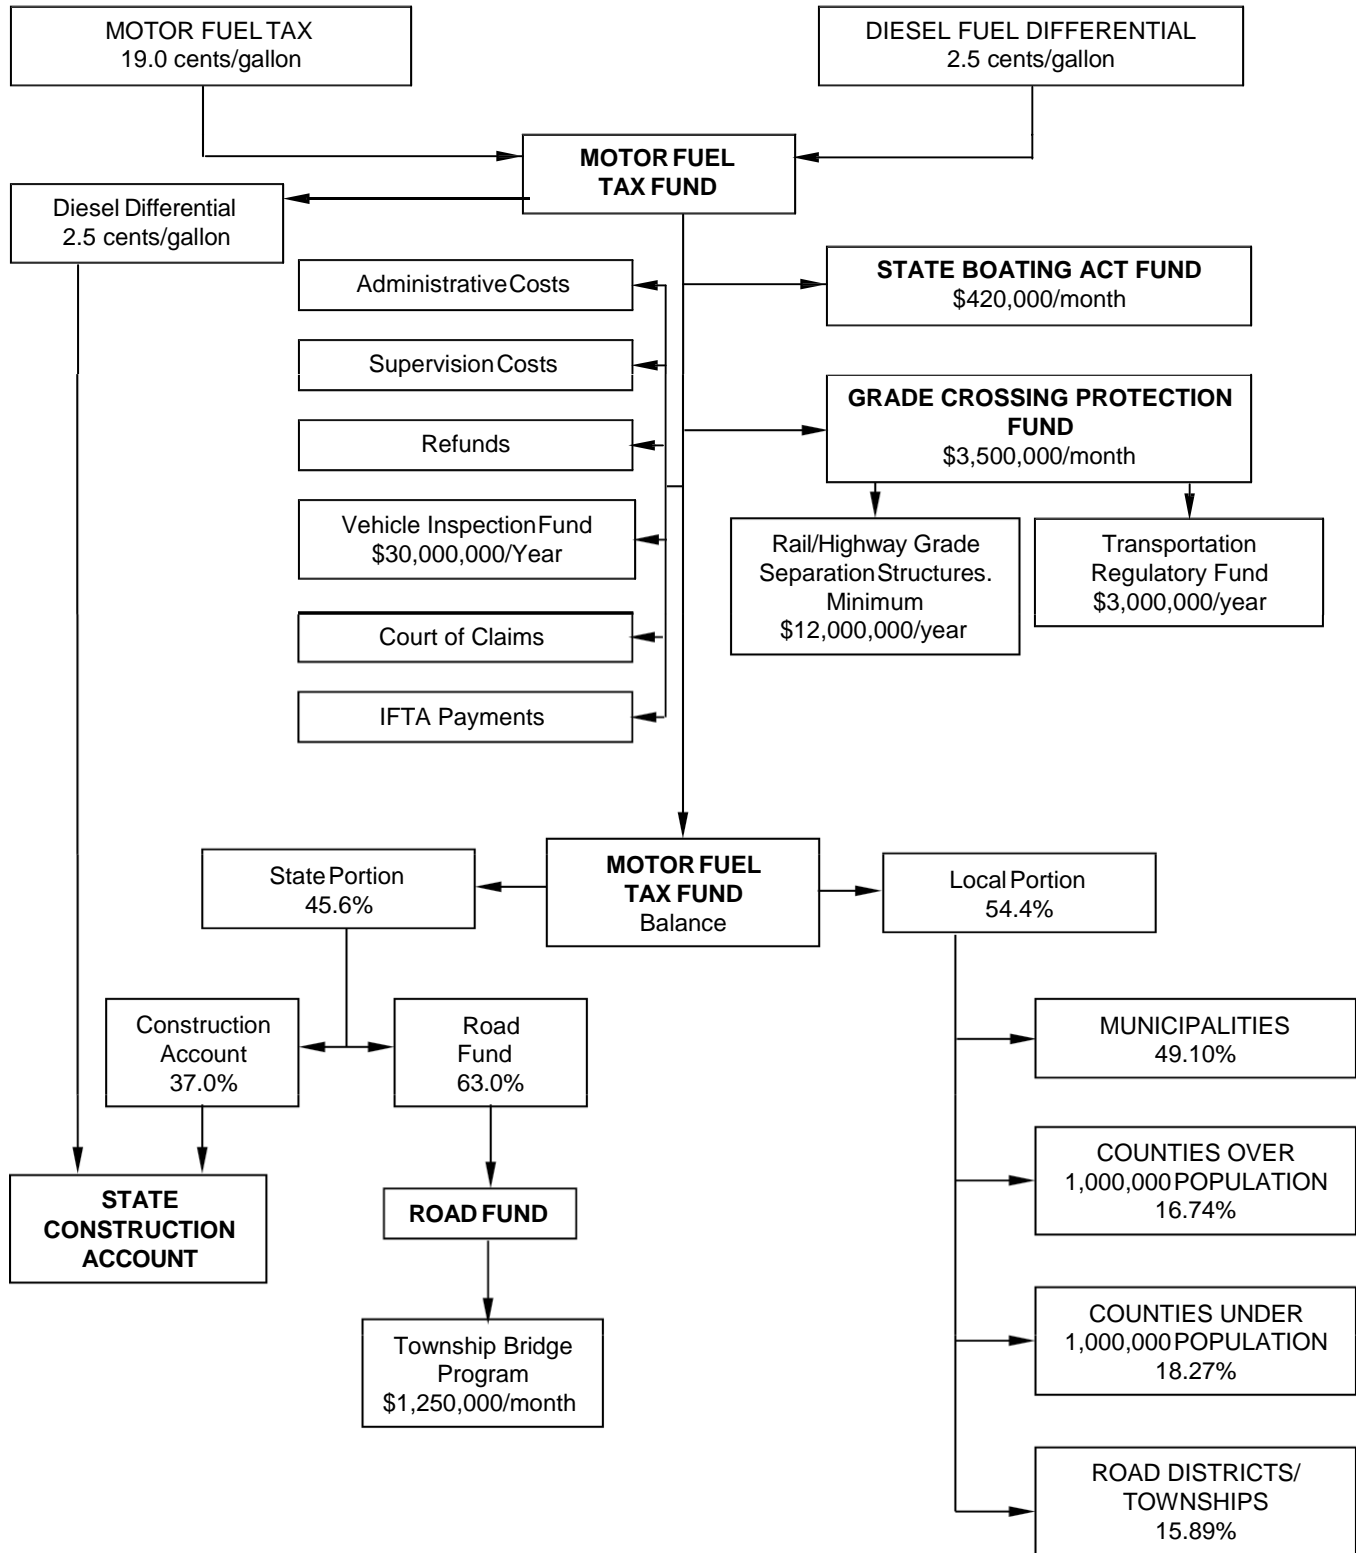 MOTOR FUEL TAX
19.0 cents/gallon
DIESEL FUEL DIFFERENTIAL
2.5 cents/gallon
MOTOR FUEL
TAX FUND
Diesel Differential
2.5 cents/gallon
Administrative Costs
STATE BOATING ACT FUND
$420,000/month
Supervision Costs
GRADE CROSSING PROTECTION
FUND
$3,500,000/month
Refunds
Vehicle Inspection Fund
$30,000,000/Year
Rail/Highway Grade
Separation Structures.
Minimum
$12,000,000/year
Transportation
Regulatory Fund
$3,000,000/year
Court of Claims
IFTA Payments
State Portion
45.6%
MOTOR FUEL
TAX FUND
Balance
Local Portion
54.4%
Construction
Account
37.0%
Road
Fund
63.0%
MUNICIPALITIES
49.10%
COUNTIES OVER
1,000,000 POPULATION
16.74%
STATE
CONSTRUCTION
ACCOUNT
ROAD FUND
COUNTIES UNDER
1,000,000 POPULATION
18.27%
Township Bridge
Program
$1,250,000/month
ROAD DISTRICTS/
TOWNSHIPS
15.89%